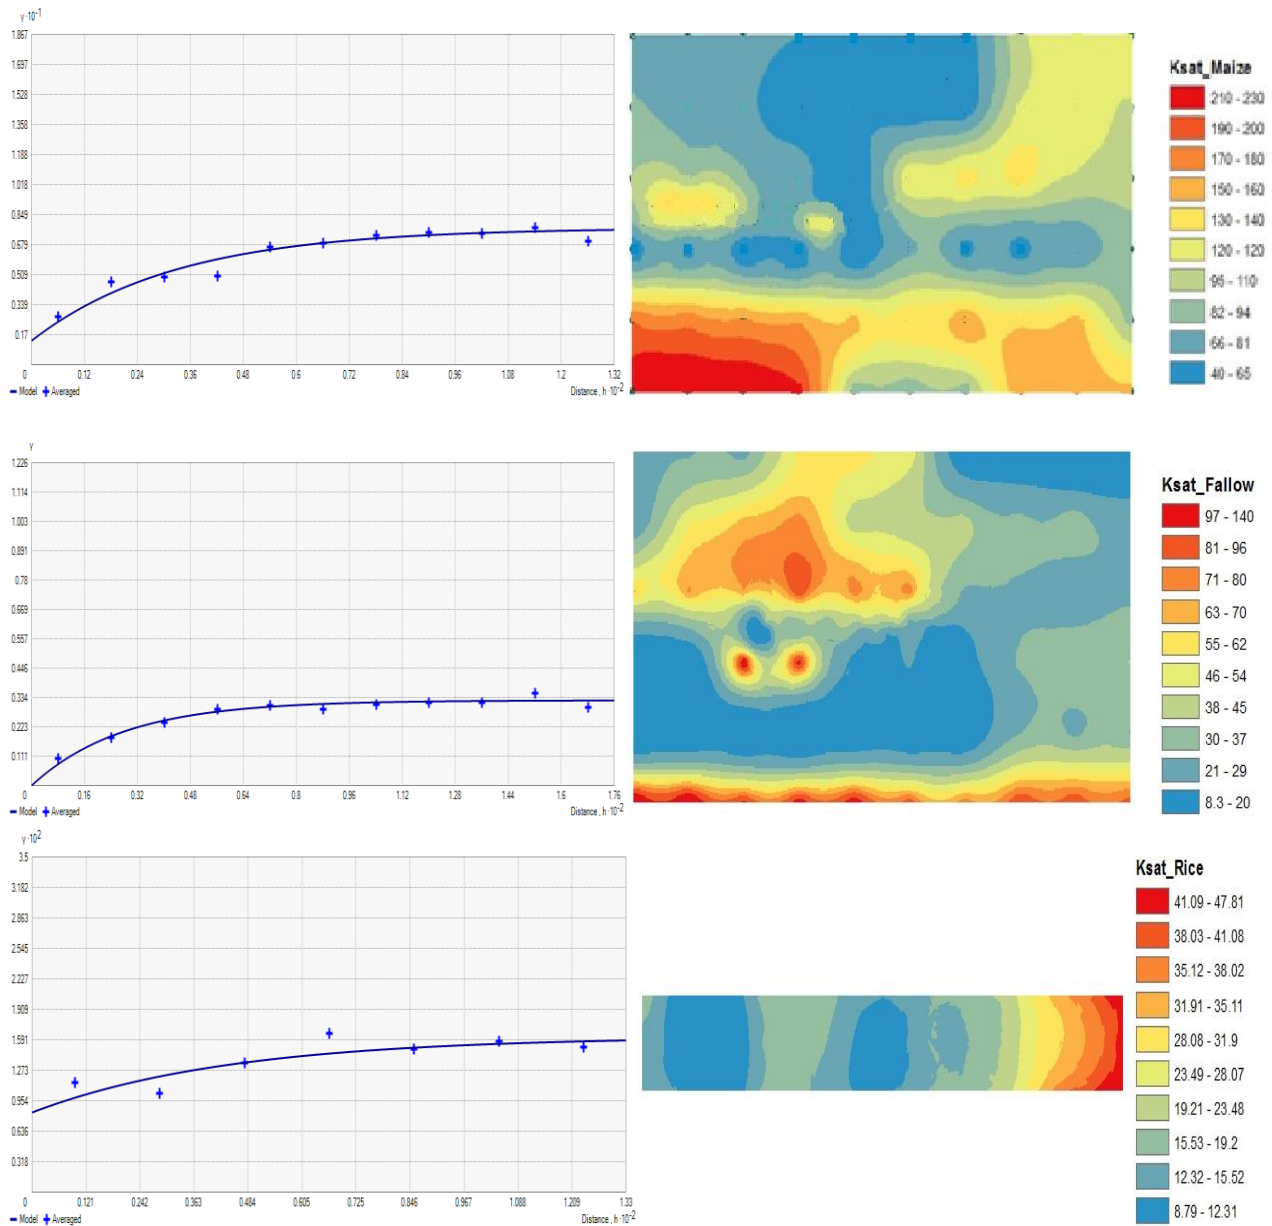 γ·10⁻¹
1.867
1.697
1.528
1.358
1.188
1.018
0.849
0.679
0.509
0.339
0.17
0 0.12 0.24 0.36 0.48 0.6 0.72 0.84 0.96 1.08 1.2 1.32
Model Averaged
Distance, h·10⁻²
Ksat_Maize
210 - 230
190 - 200
170 - 180
150 - 160
130 - 140
120 - 120
95 - 110
82 - 94
66 - 81
40 - 65
γ
1.226
1.114
1.003
0.891
0.78
0.669
0.557
0.446
0.334
0.223
0.111
0 0.16 0.32 0.48 0.64 0.8 0.96 1.12 1.28 1.44 1.6 1.76
Model Averaged
Distance, h·10⁻²
Ksat_Fallow
97 - 140
81 - 96
71 - 80
63 - 70
55 - 62
46 - 54
38 - 45
30 - 37
21 - 29
8.3 - 20
γ·10²
3.5
3.182
2.863
2.545
2.227
1.909
1.591
1.273
0.954
0.636
0.318
0 0.121 0.242 0.363 0.484 0.605 0.725 0.846 0.967 1.088 1.209 1.33
Model Averaged
Distance, h·10⁻²
Ksat_Rice
41.09 - 47.81
38.03 - 41.08
35.12 - 38.02
31.91 - 35.11
28.08 - 31.9
23.49 - 28.07
19.21 - 23.48
15.53 - 19.2
12.32 - 15.52
8.79 - 12.31